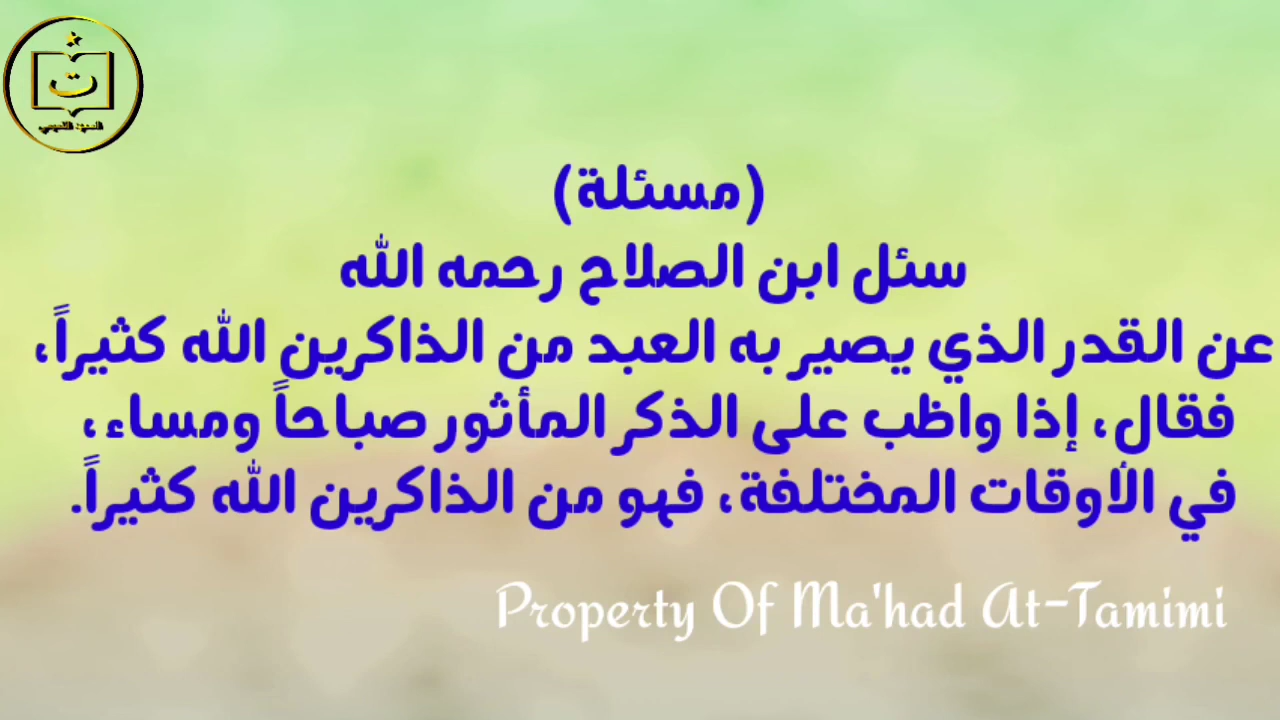 ت
المعهد التميمي
(مسئلة)
سئل ابن الصلاح رحمه الله
عن القدر الذي يصير به العبد من الذاكرين الله كثيراً،
فقال، إذا واظب على الذكر المأثور صباحاً ومساء،
في الأوقات المختلفة، فهو من الذاكرين الله كثيراً.
Property Of Ma'had At-Tamimi